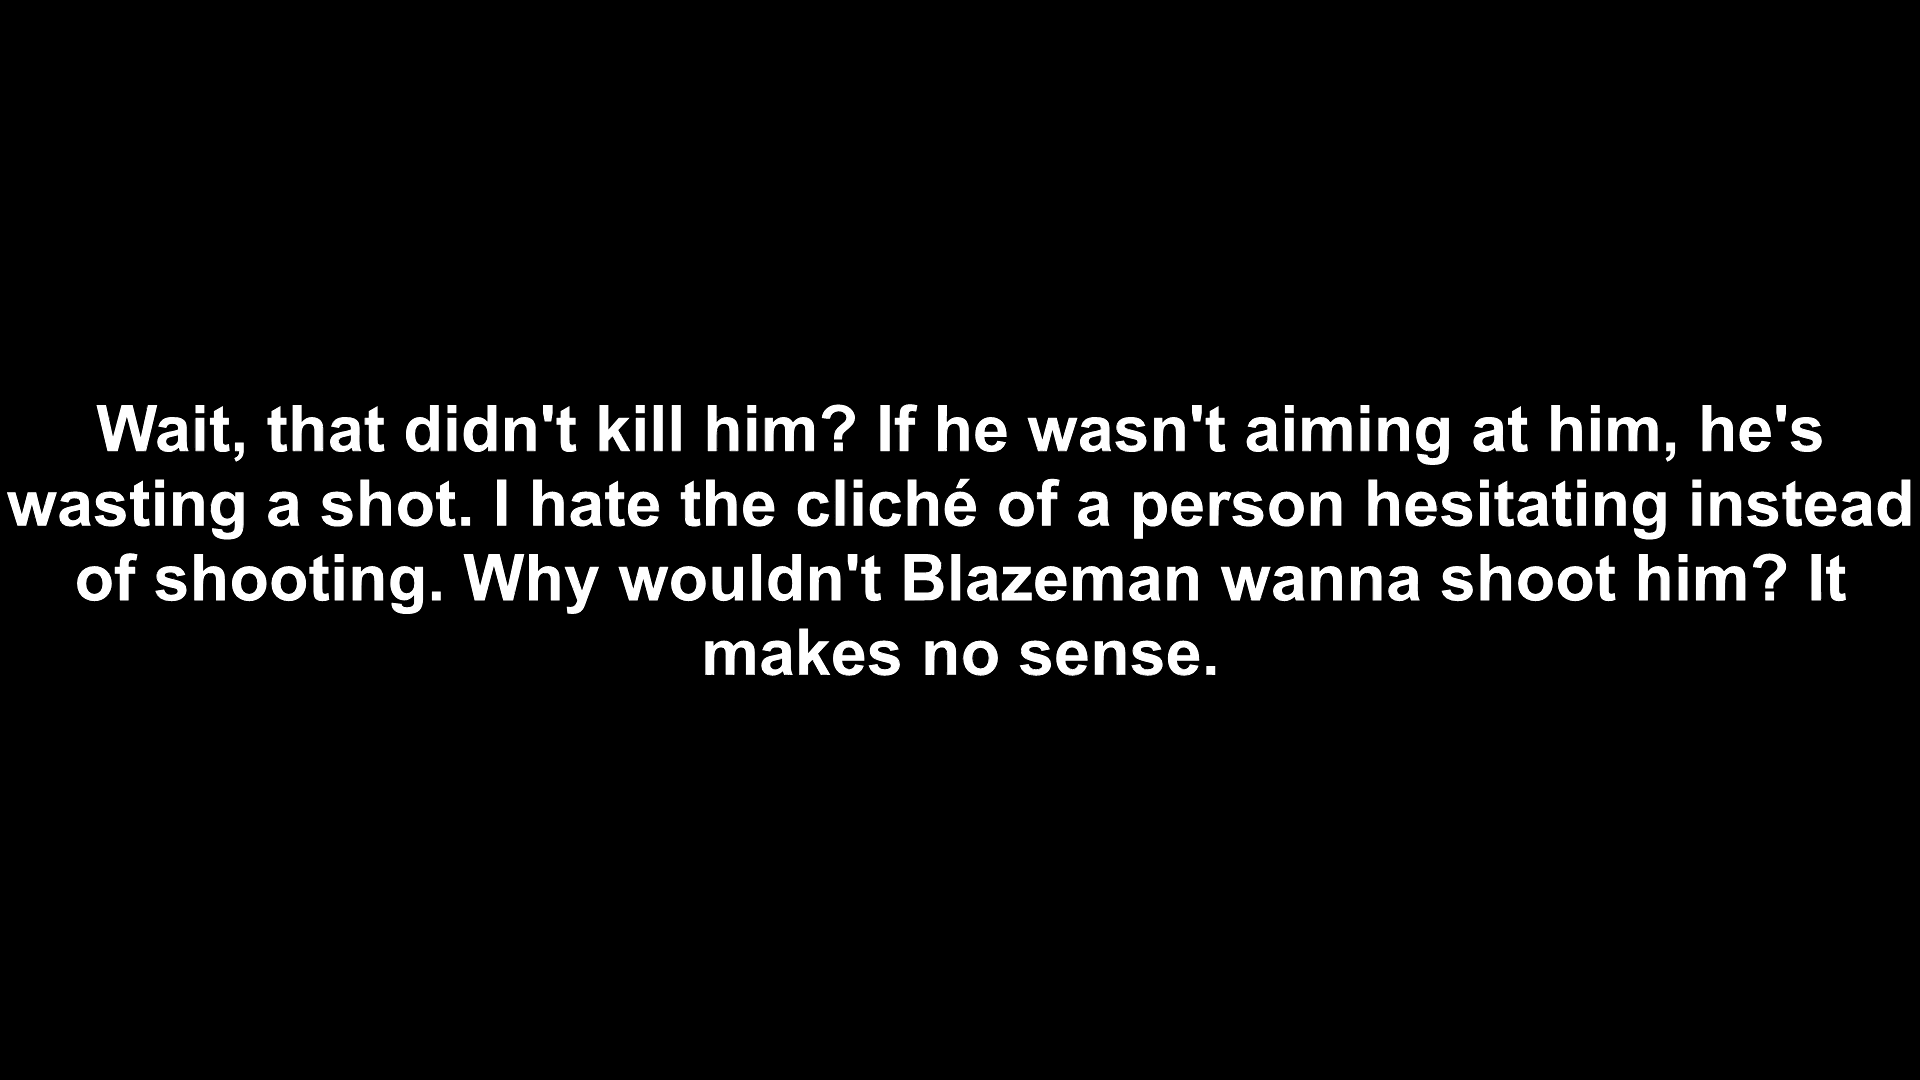 Wait, that didn't kill him? If he wasn't aiming at him, he's
wasting a shot. I hate the cliché of a person hesitating instead
of shooting. Why wouldn't Blazeman wanna shoot him? It
makes no sense.